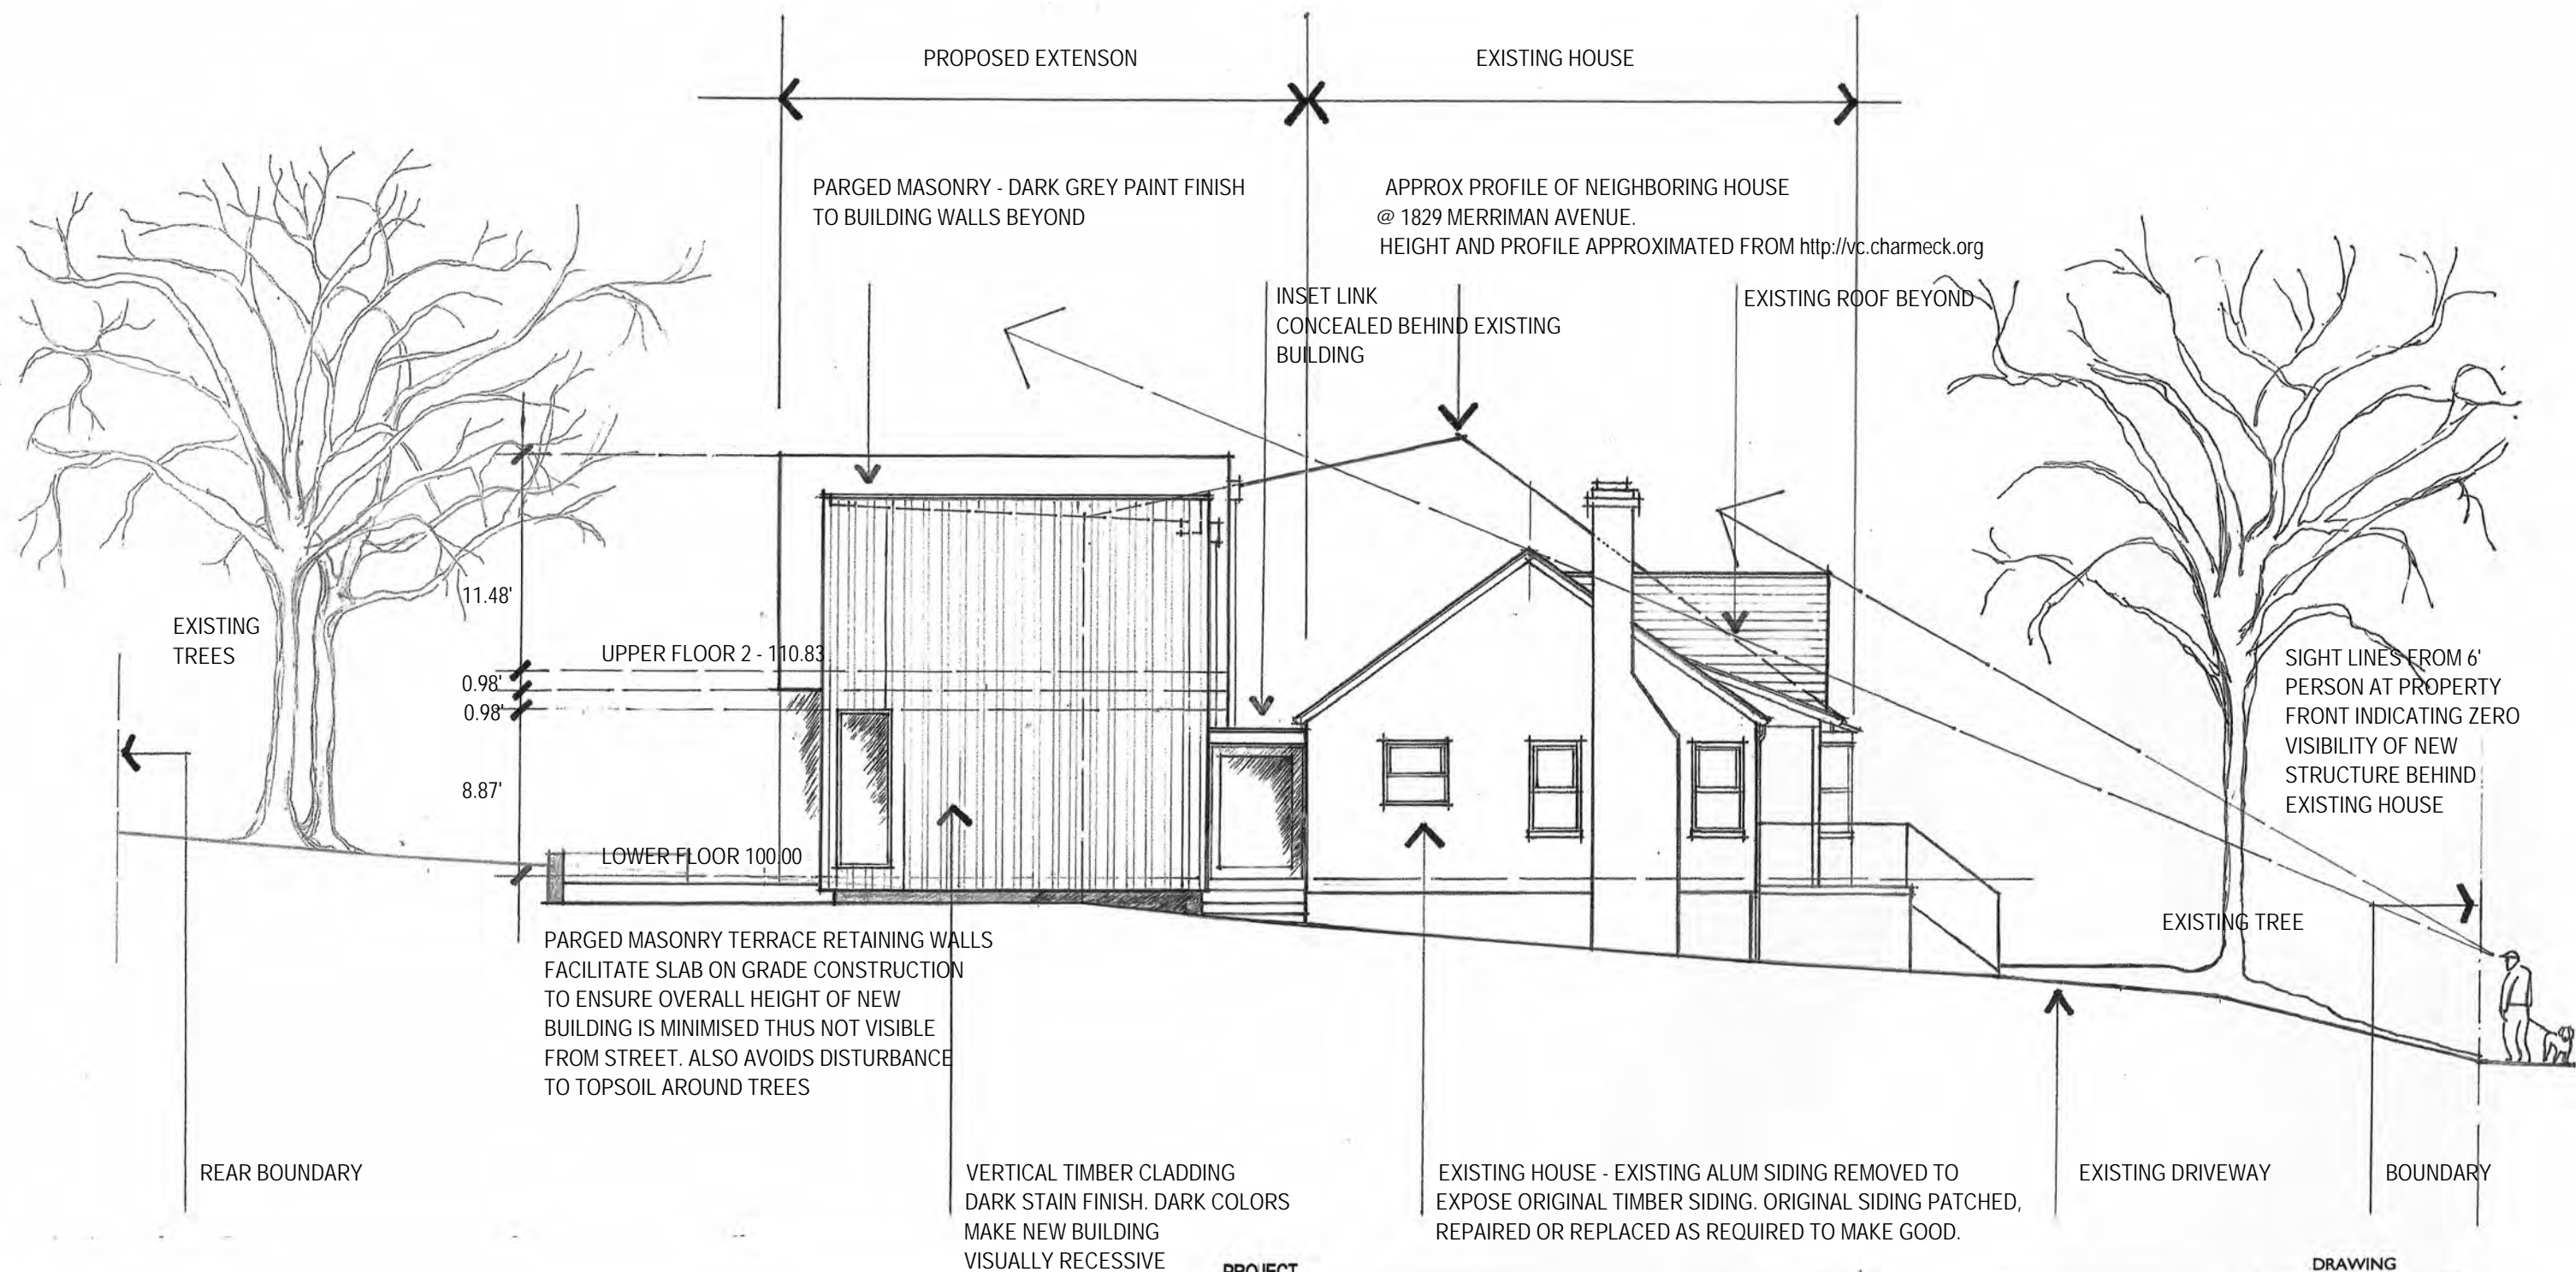 PROPOSED EXTENSON
EXISTING HOUSE
PARGED MASONRY - DARK GREY PAINT FINISH
TO BUILDING WALLS BEYOND
APPROX PROFILE OF NEIGHBORING HOUSE
@ 1829 MERRIMAN AVENUE.
HEIGHT AND PROFILE APPROXIMATED FROM http://vc.charmeck.org
INSET LINK
CONCEALED BEHIND EXISTING
BUILDING
EXISTING ROOF BEYOND
11.48'
EXISTING
TREES
UPPER FLOOR 2 - 110.83
0.98'
0.98'
8.87'
LOWER FLOOR 100.00
SIGHT LINES FROM 6'
PERSON AT PROPERTY
FRONT INDICATING ZERO
VISIBILITY OF NEW
STRUCTURE BEHIND
EXISTING HOUSE
EXISTING TREE
PARGED MASONRY TERRACE RETAINING WALLS
FACILITATE SLAB ON GRADE CONSTRUCTION
TO ENSURE OVERALL HEIGHT OF NEW
BUILDING IS MINIMISED THUS NOT VISIBLE
FROM STREET. ALSO AVOIDS DISTURBANCE
TO TOPSOIL AROUND TREES
REAR BOUNDARY
VERTICAL TIMBER CLADDING
DARK STAIN FINISH. DARK COLORS
MAKE NEW BUILDING
VISUALLY RECESSIVE
EXISTING HOUSE - EXISTING ALUM SIDING REMOVED TO
EXPOSE ORIGINAL TIMBER SIDING. ORIGINAL SIDING PATCHED,
REPAIRED OR REPLACED AS REQUIRED TO MAKE GOOD.
EXISTING DRIVEWAY
BOUNDARY
PROJECT
DRAWING